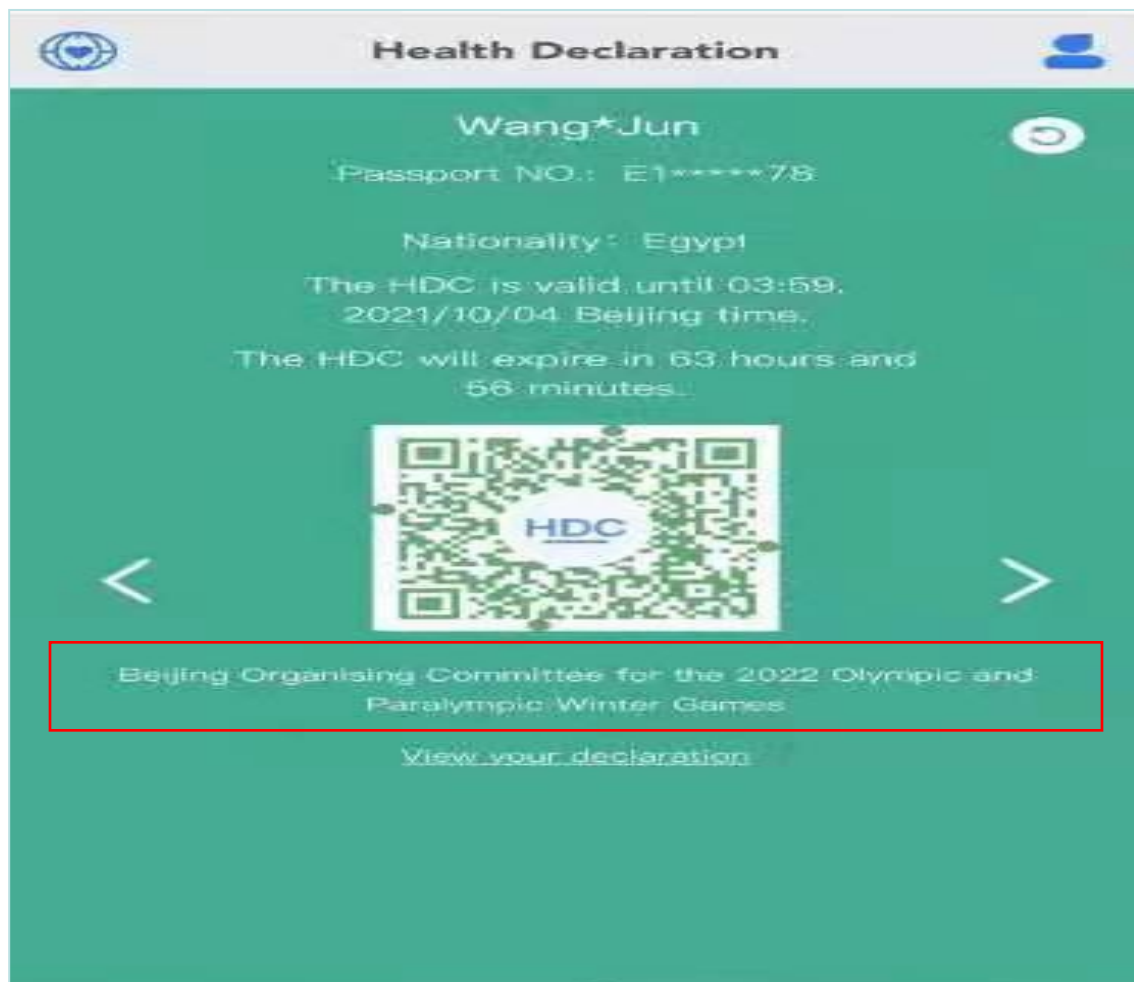 Health Declaration
Wang*Jun
Passport NO.: E1*****78
Nationality: Egypt
The HDC is valid until 03:59,
2021/10/04 Beijing time.
The HDC will expire in 63 hours and
56 minutes.
HDC
Beijing Organising Committee for the 2022 Olympic and
Paralympic Winter Games
View your declaration